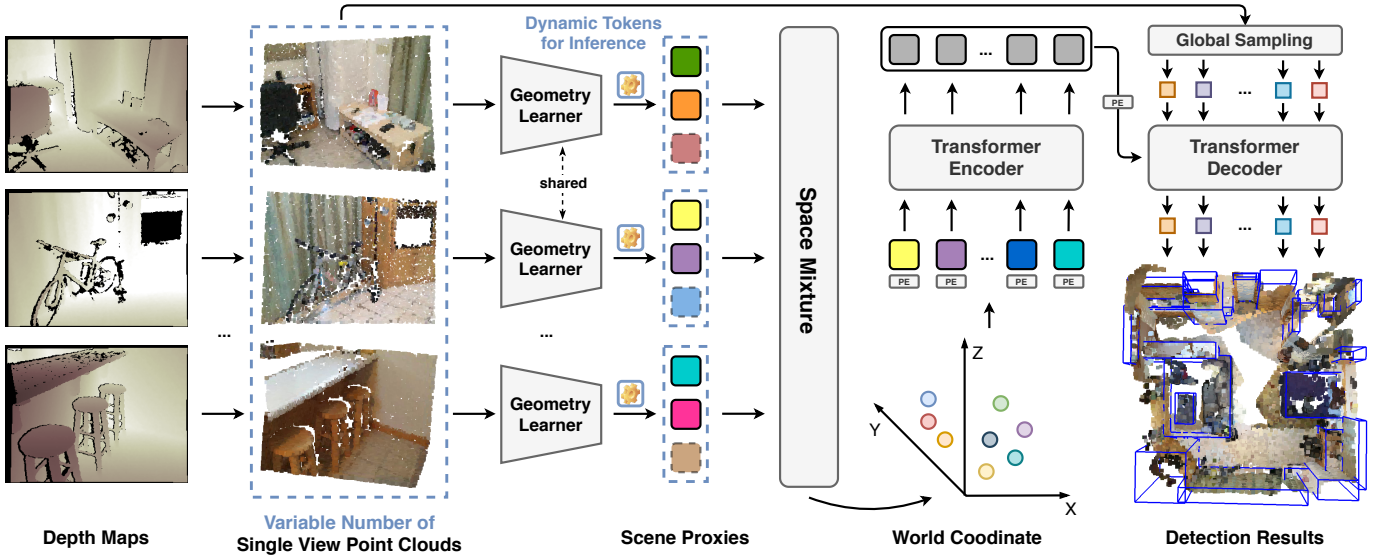 Dynamic Tokens
for Inference
Global Sampling
Geometry
Learner
PE
Transformer
Encoder
Transformer
Decoder
shared
Space Mixture
Geometry
Learner
...
...
...
...
PE
PE
PE
PE
...
...
Z
Geometry
Learner
Y
X
Variable Number of
Depth Maps
Single View Point Clouds
Scene Proxies
World Coodinate
Detection Results